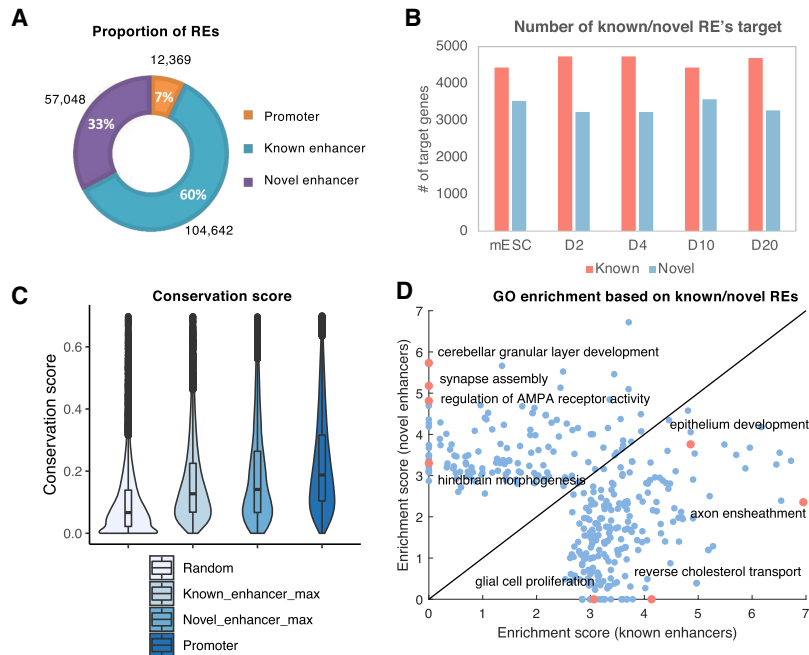 A
Proportion of REs
12,369
57,048
7%
33%
60%
104,642
Promoter
Known enhancer
Novel enhancer
B
Number of known/novel RE's target
# of target genes
5000
4000
3000
2000
1000
0
mESC D2 D4 D10 D20
Known Novel
C
Conservation score
Conservation score
0.6
0.4
0.2
0.0
Random
Known_enhancer_max
Novel_enhancer_max
Promoter
D
GO enrichment based on known/novel REs
Enrichment score (novel enhancers)
7
6
5
4
3
2
1
0
cerebellar granular layer development
synapse assembly
regulation of AMPA receptor activity
epithelium development
hindbrain morphogenesis
axon ensheathment
reverse cholesterol transport
glial cell proliferation
0 1 2 3 4 5 6 7
Enrichment score (known enhancers)